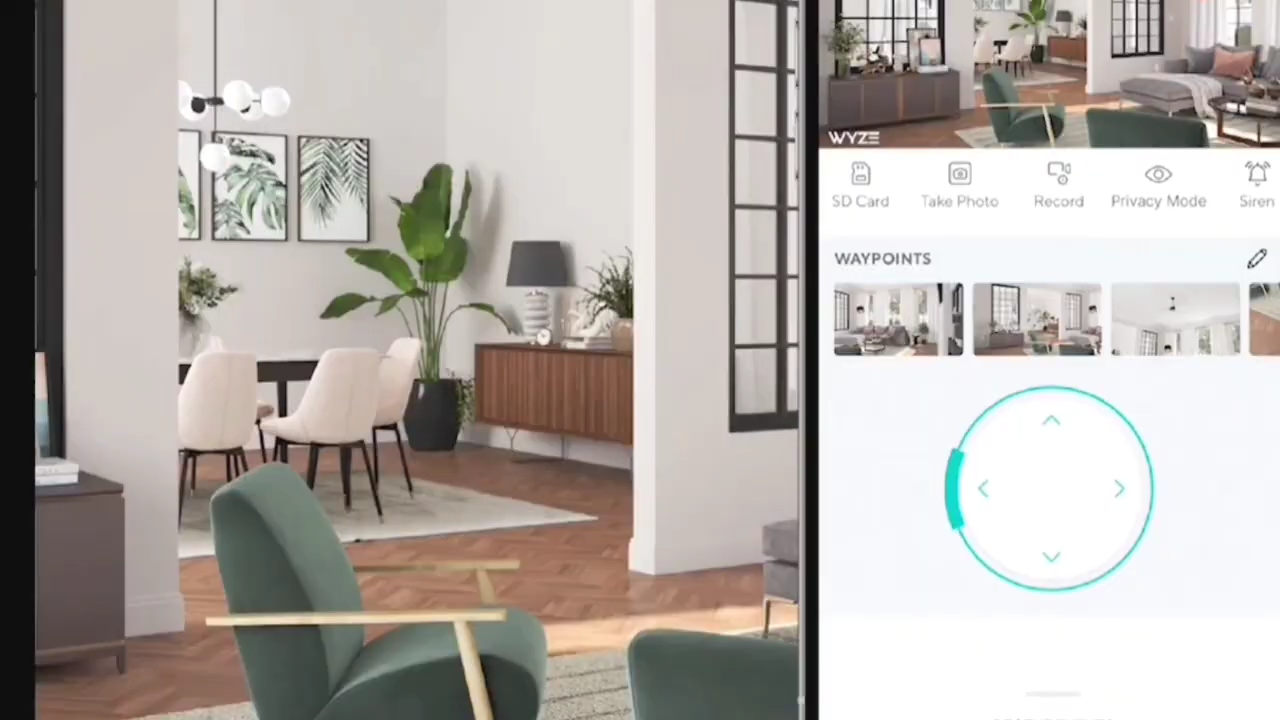 WYZE
SD Card
Take Photo
Record
Privacy Mode
Siren
WAYPOINTS